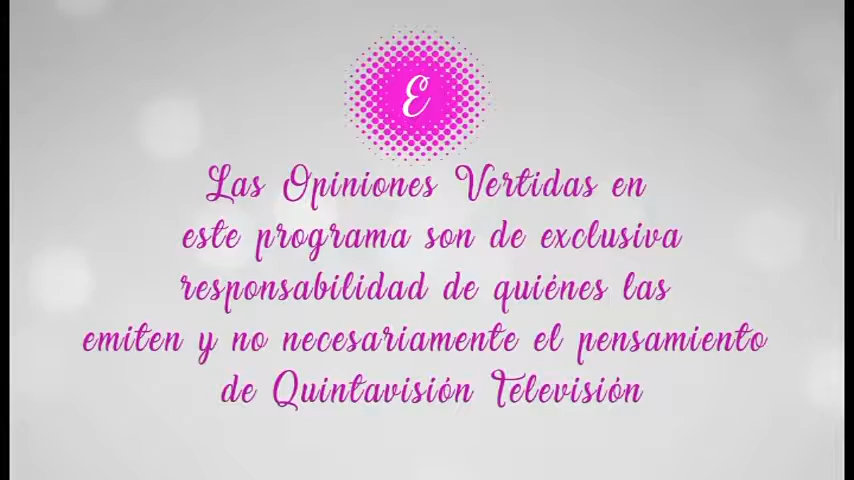 E
Las Opiniones Vertidas en
este programa son de exclusiva
responsabilidad de quiénes las
emiten y no necesariamente el pensamiento
de Quintavisión Televisión